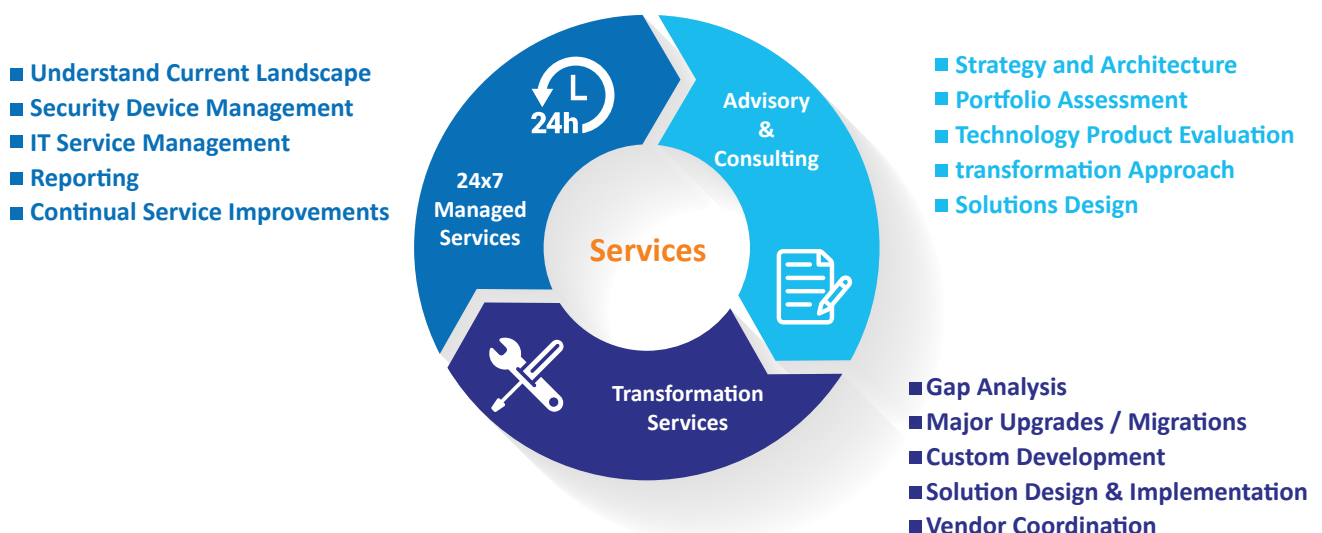 Understand Current Landscape
Security Device Management
IT Service Management
Reporting
Continual Service Improvements
24h
24x7
Managed
Services
Services
Advisory
&
Consulting
Transformation
Services
Strategy and Architecture
Portfolio Assessment
Technology Product Evaluation
transformation Approach
Solutions Design
Gap Analysis
Major Upgrades / Migrations
Custom Development
Solution Design & Implementation
Vendor Coordination